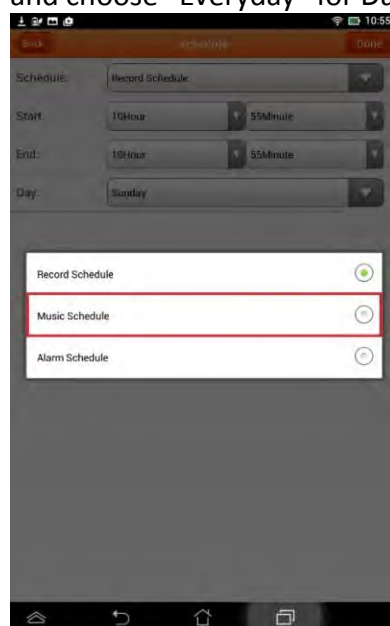 and choose "Everyday" for Da
10:55
Back Schedule Done
Schedule: Record Schedule
Start: 10Hour 55Minute
End: 10Hour 55Minute
Day: Sunday
Record Schedule
Music Schedule
Alarm Schedule